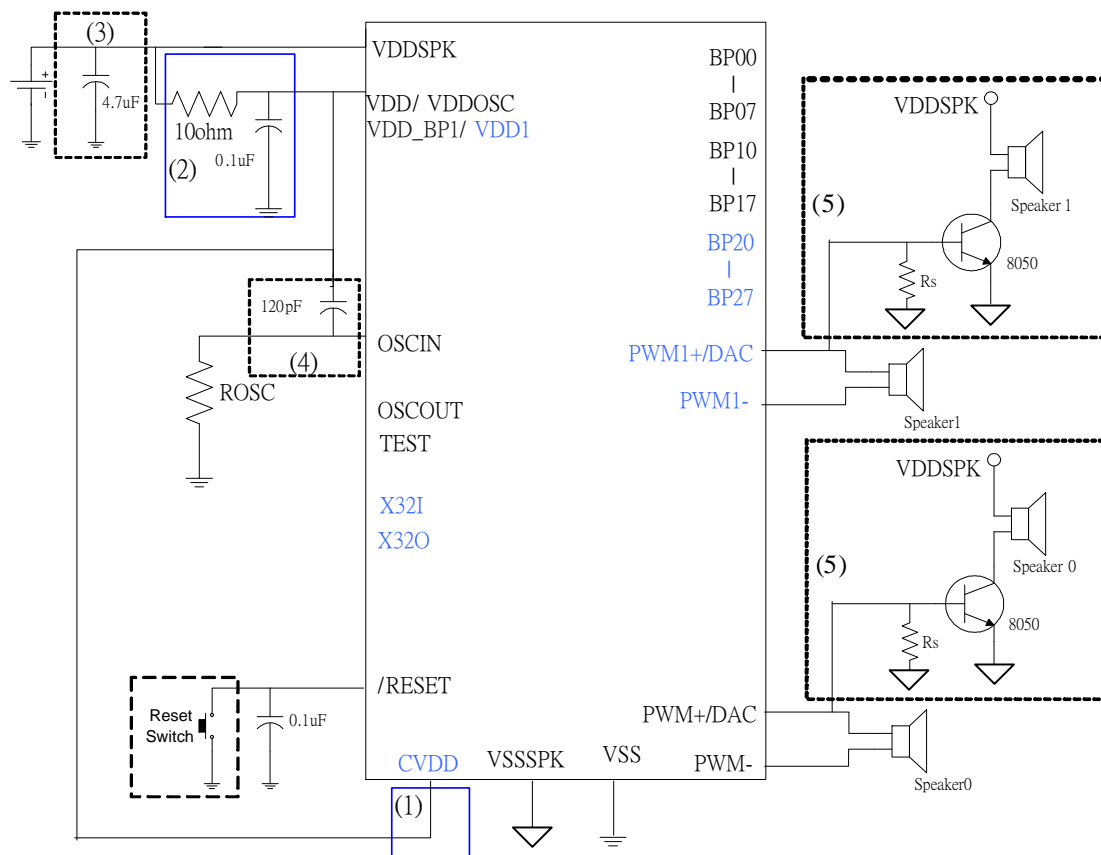 (3)
+
-
4.7uF
10ohm
(2)
0.1uF
VDDSPK
VDD/ VDDOSC
VDD_BP1/ VDD1
120pF
(4)
OSCIN
ROSC
OSCOUT
TEST
X32I
X32O
/RESET
Reset
Switch
0.1uF
CVDD
(1)
VSSSPK
VSS
BP00
BP07
BP10
BP17
BP20
BP27
PWM1+/DAC
PWM1-
PWM+/DAC
PWM-
VDDSPK
(5)
Speaker 1
8050
Rs
Speaker1
VDDSPK
(5)
Speaker 0
8050
Rs
Speaker0